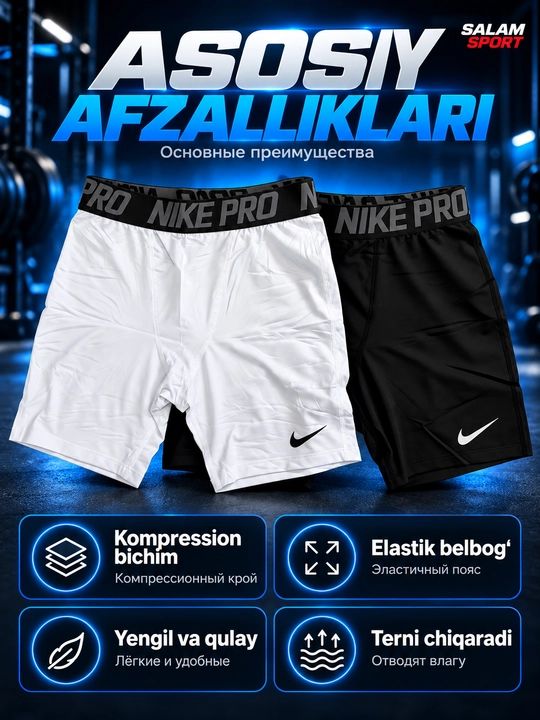 SALAM
SPORT
ASOSIY
AFZALLIKLARI
Основные преимущества
PRO NIKE PRO
NIKE PRO
Kompression
bichim
Компрессионный крой
Elastik belbog‘
Эластичный пояс
Yengil va qulay
Лёгкие и удобные
Terni chiqaradi
Отводят влагу